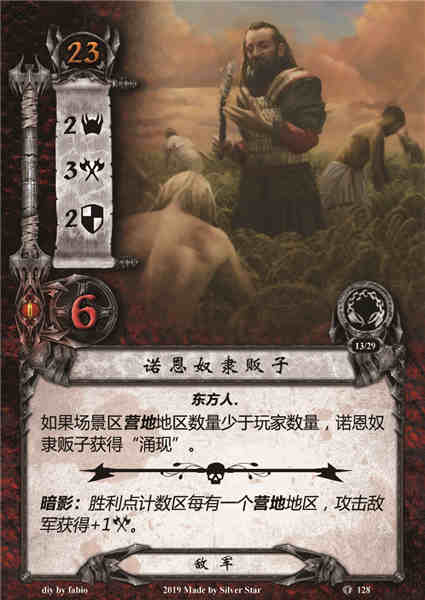 23
2
3
2
6
13/29
诺恩奴隶贩子
东方人.
如果场景区营地地区数量少于玩家数量，诺恩奴
隶贩子获得“涌现”。
暗影：胜利点计数区每有一个营地地区，攻击敌
军获得+1。
敌军
diy by fabio 2019 Made by Silver Star 128